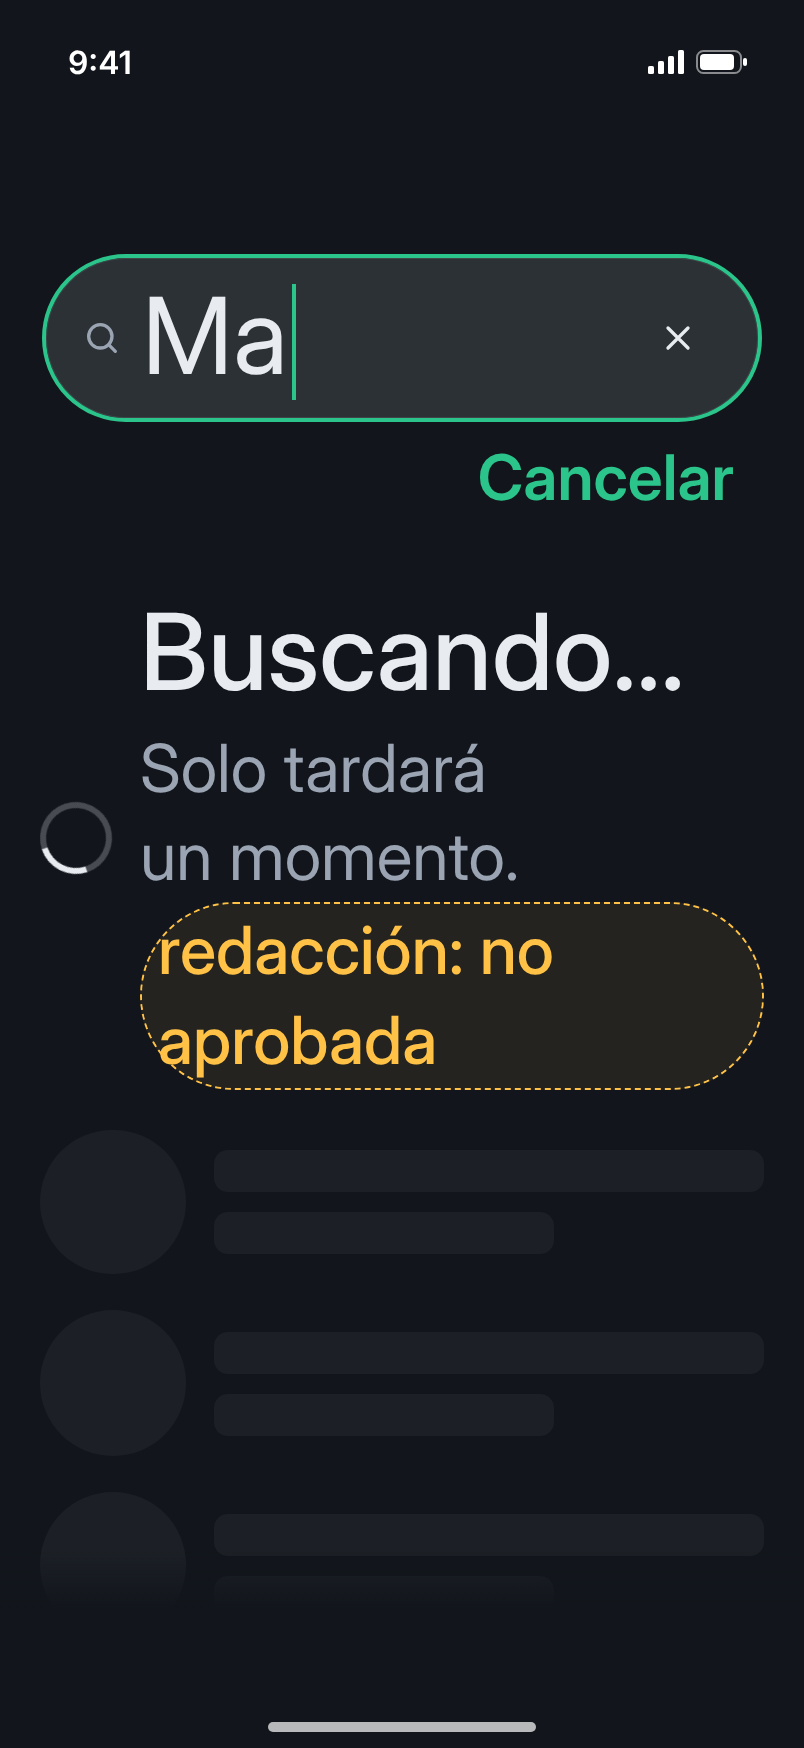 9:41
Ma
Cancelar
Buscando...
Solo tardará
un momento.
redacción: no
aprobada